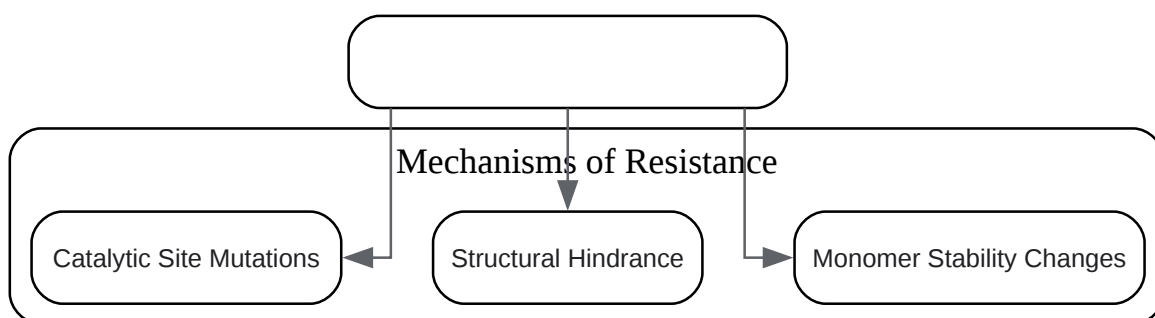 Mechanisms of Resistance
Catalytic Site Mutations
Structural Hindrance
Monomer Stability Changes